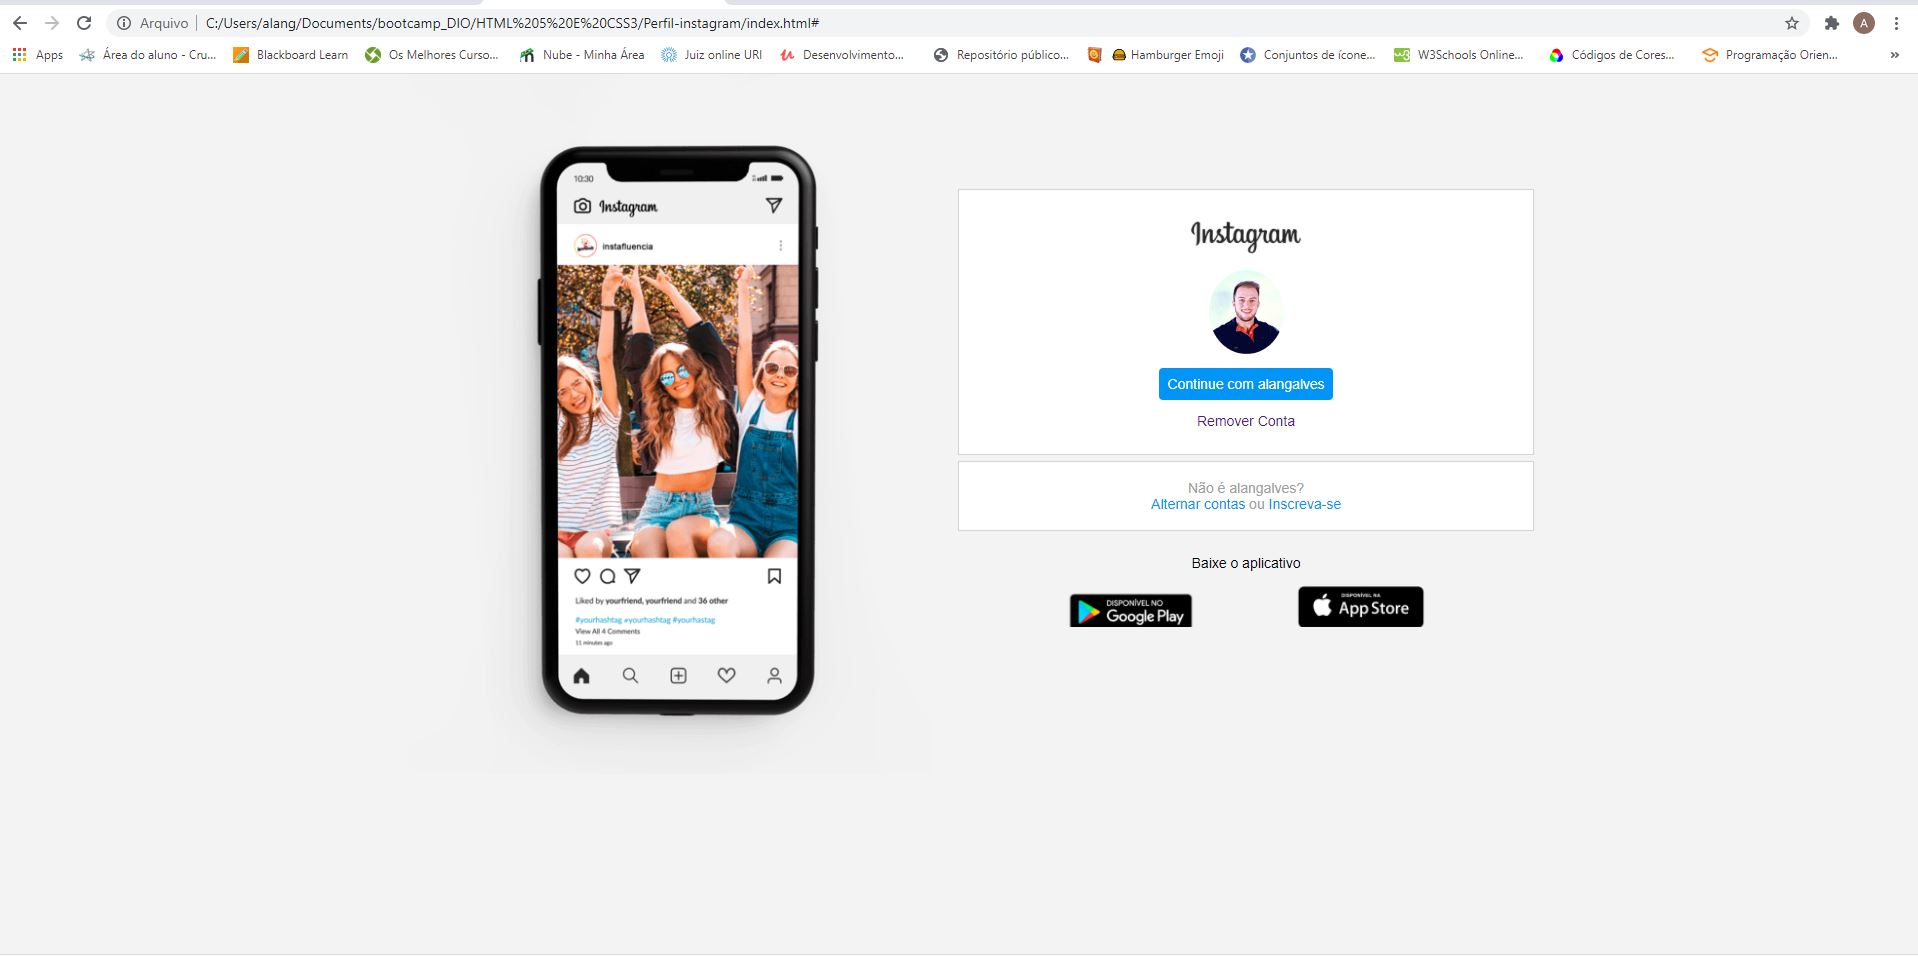 Arquivo C:/Users/alang/Documents/bootcamp_DIO/HTML%205%20E%20CSS3/Perfil-instagram/index.html#
A
Apps Área do aluno - Cru... Blackboard Learn Os Melhores Curso... Nube - Minha Área Juiz online URI Desenvolvimento... Repositório público... Hamburger Emoji Conjuntos de ícone... W3Schools Online... Códigos de Cores... Programação Orien... »
10:30
Instagram
instafluencia
Liked by yourfriend, yourfriend and 36 other
#yourhashtag #yourhashtag #yourhastag
View All 4 Comments
11 minutes ago
Instagram
Continue com alangalves
Remover Conta
Não é alangalves?
Alternar contas ou Inscreva-se
Baixe o aplicativo
DISPONÍVEL NO
Google Play
DISPONÍVEL NA
App Store